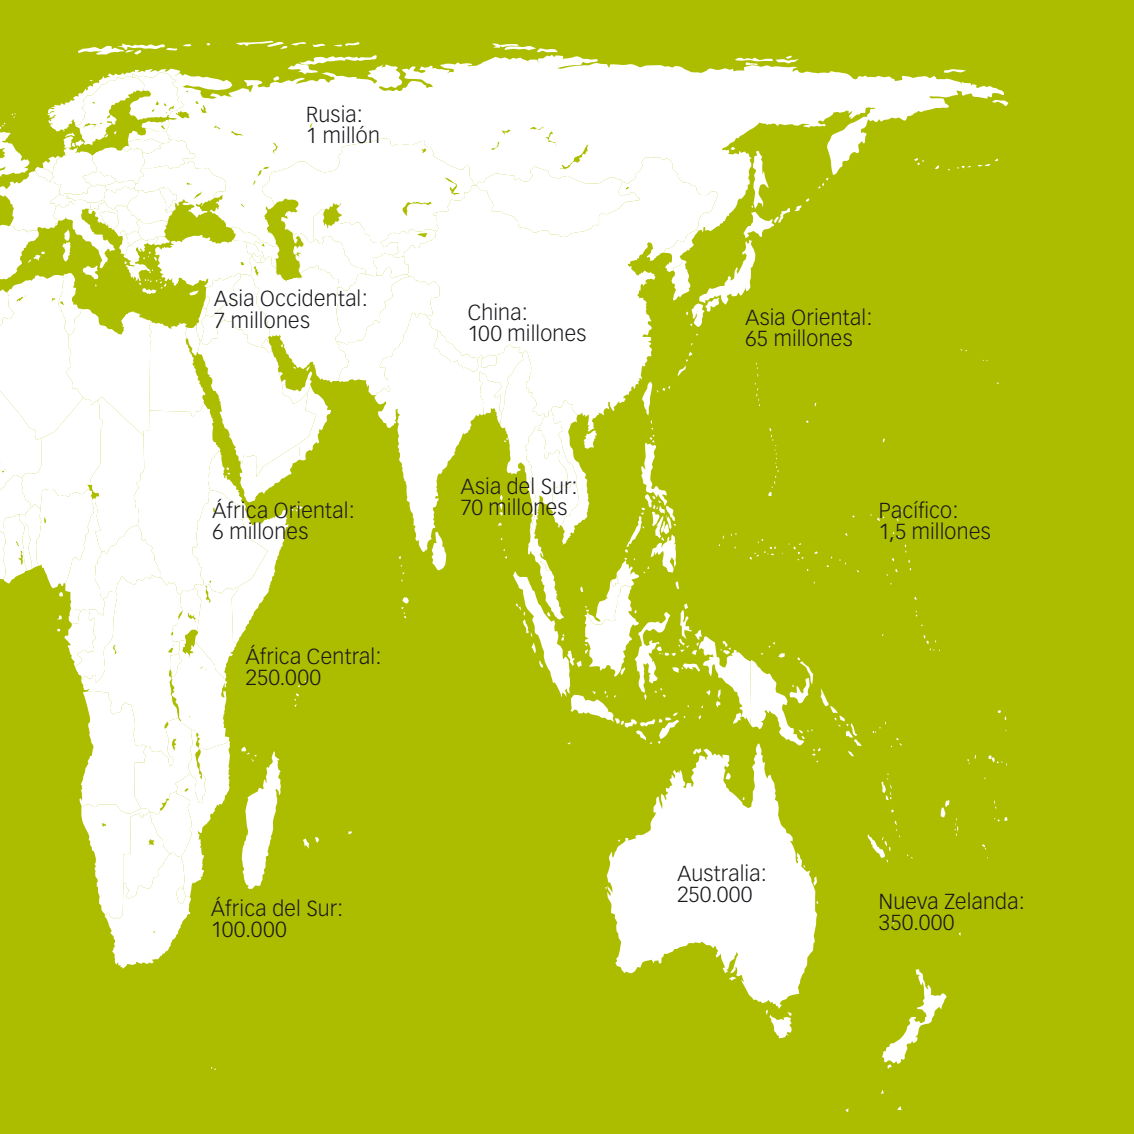 Rusia:
1 millón
Asia Occidental:
7 millones
China:
100 millones
Asia Oriental:
65 millones
Asia del Sur:
70 millones
África Oriental:
6 millones
Pacífico:
1,5 millones
África Central:
250.000
Australia:
250.000
Nueva Zelanda:
350.000
África del Sur:
100.000